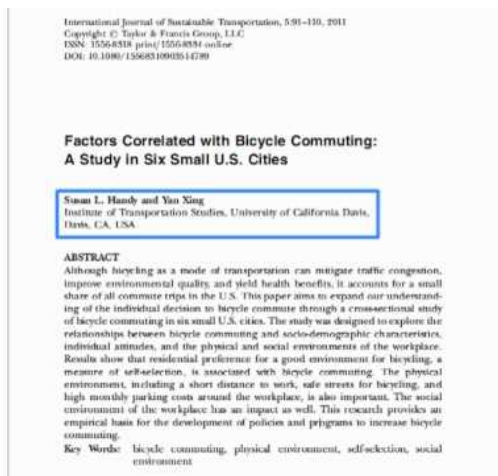 International Journal of Sustainable Transportation, 5:91–110, 2011
Copyright © Taylor & Francis Group, LLC
ISSN: 1556-8318 print/1556-8334 online
DOI: 10.1080/15568310903514789
Factors Correlated with Bicycle Commuting:
A Study in Six Small U.S. Cities
Susan L. Handy and Yan Xing
Institute of Transportation Studies, University of California Davis,
Davis, CA, USA
ABSTRACT
Although bicycling as a mode of transportation can mitigate traffic congestion,
improve environmental quality, and yield health benefits, it accounts for a small
share of all commute trips in the U.S. This paper aims to expand our understand-
ing of the individual decision to bicycle commute through a cross-sectional study
of bicycle commuting in six small U.S. cities. The study was designed to explore the
relationships between bicycle commuting and socio-demographic characteristics,
individual attitudes, and the physical and social environments of the workplace.
Results show that residential preference for a good environment for bicycling, a
measure of self-selection, is associated with bicycle commuting. The physical
environment, including a short distance to work, safe streets for bicycling, and
high monthly parking costs around the workplace, is also important. The social
environment of the workplace has an impact as well. This research provides an
empirical basis for the development of policies and programs to increase bicycle
commuting.
Key Words: bicycle commuting, physical environment, self-selection, social
environment